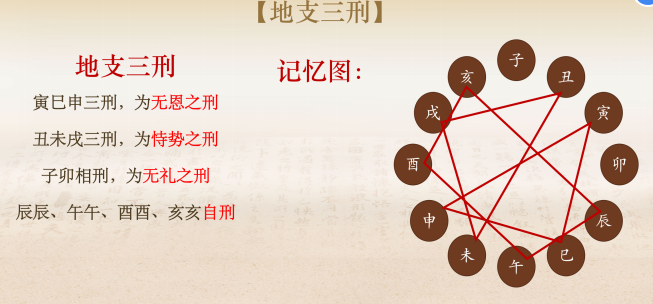 【地支三刑】
地支三刑
寅巳申三刑，为无恩之刑
丑未戌三刑，为恃势之刑
子卯相刑，为无礼之刑
辰辰、午午、酉酉、亥亥自刑
记忆图：
子
丑
寅
卯
辰
巳
午
未
申
酉
戌
亥